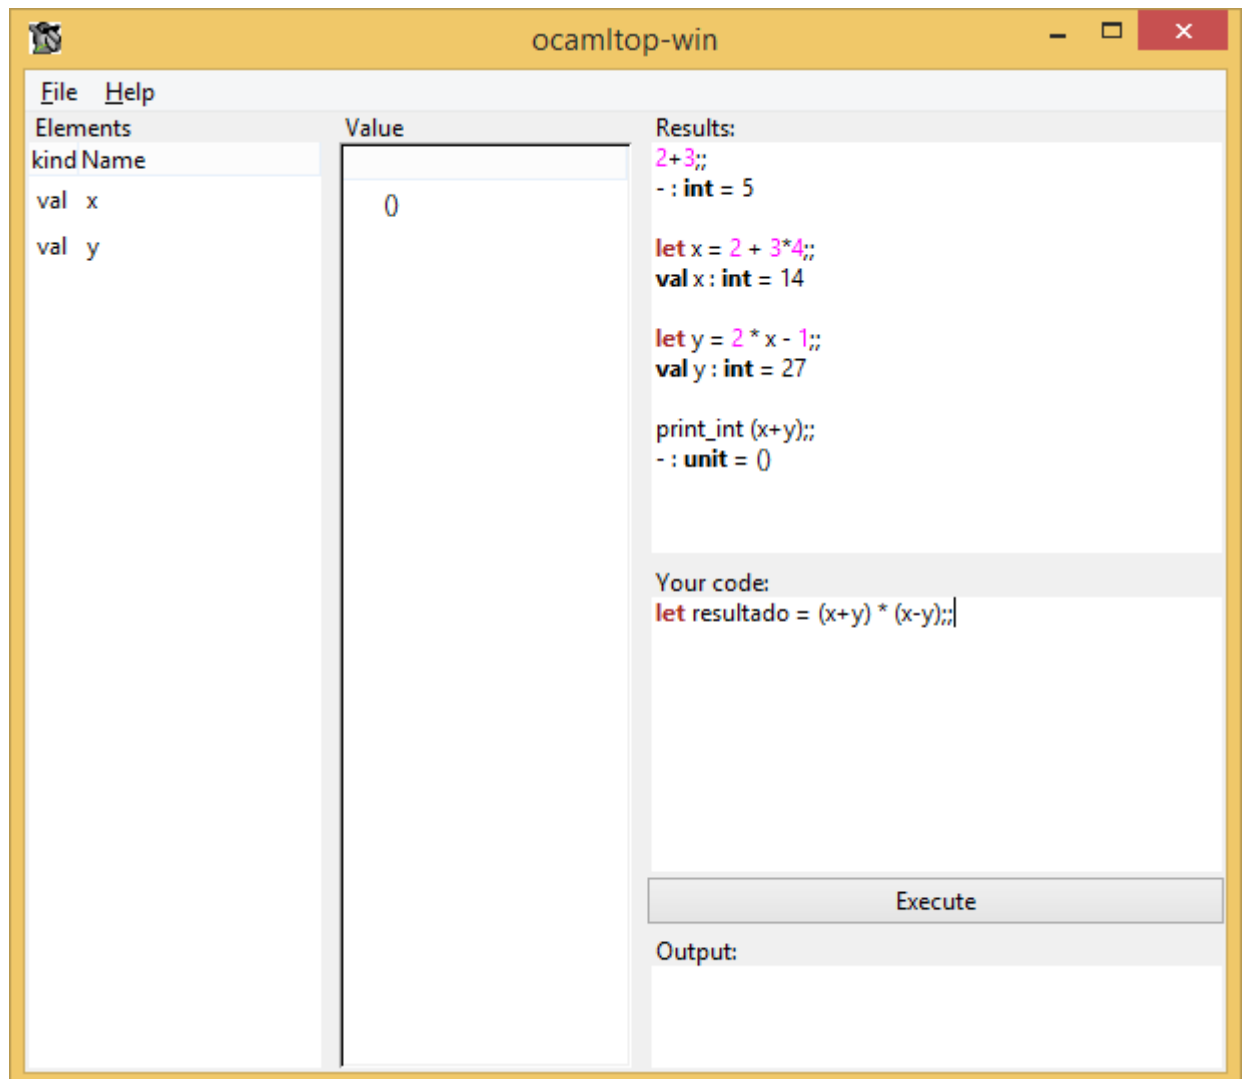 ocamltop-win
File Help
Elements
kind Name
val x
val y
Value
()
Results:
2+3;;
- : int = 5
let x = 2 + 3*4;;
val x : int = 14
let y = 2 * x - 1;;
val y : int = 27
print_int (x+y);;
- : unit = ()
Your code:
let resultado = (x+y) * (x-y);;
Execute
Output: